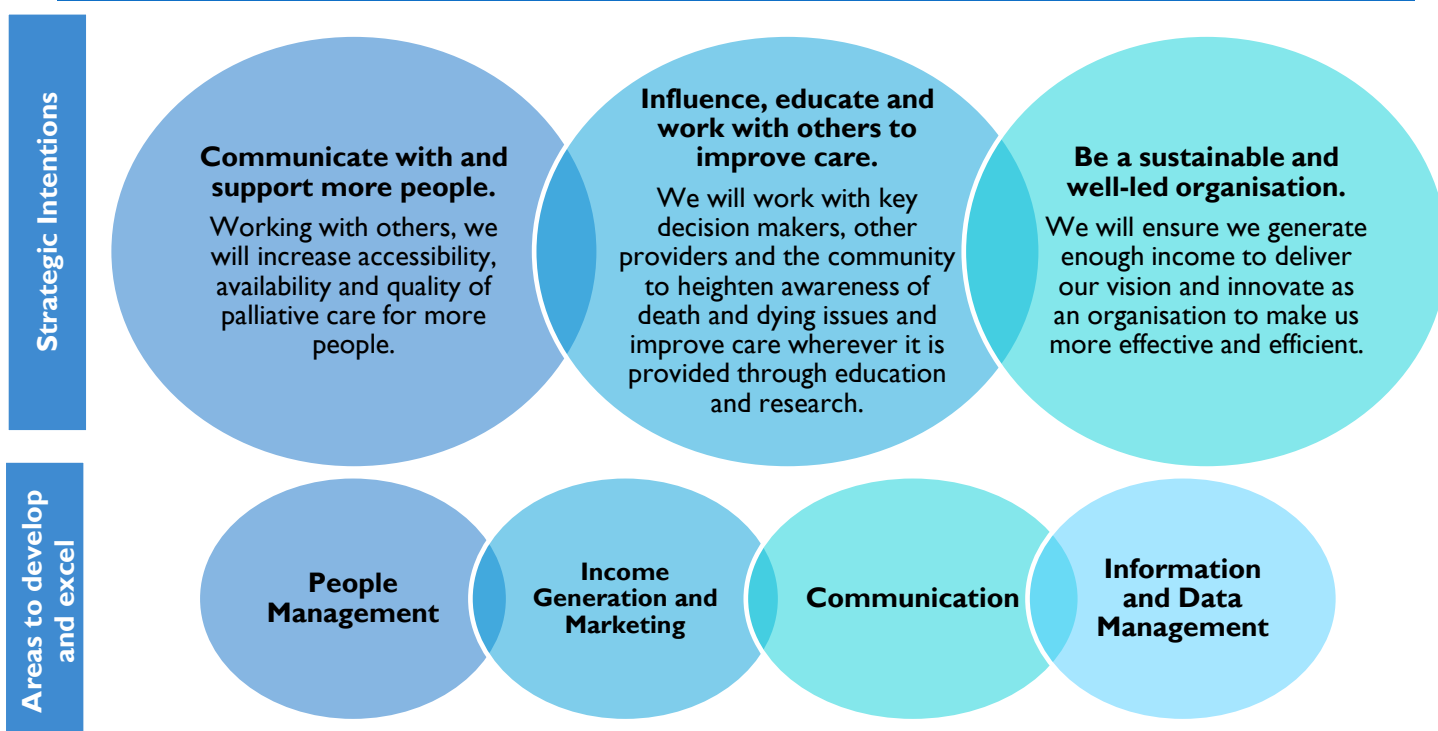 Strategic Intentions
Communicate with and
support more people.
Working with others, we
will increase accessibility,
availability and quality of
palliative care for more
people.
Influence, educate and
work with others to
improve care.
We will work with key
decision makers, other
providers and the community
to heighten awareness of
death and dying issues and
improve care wherever it is
provided through education
and research.
Be a sustainable and
well-led organisation.
We will ensure we generate
enough income to deliver
our vision and innovate as
an organisation to make us
more effective and efficient.
Areas to develop
and excel
People
Management
Income
Generation and
Marketing
Communication
Information
and Data
Management